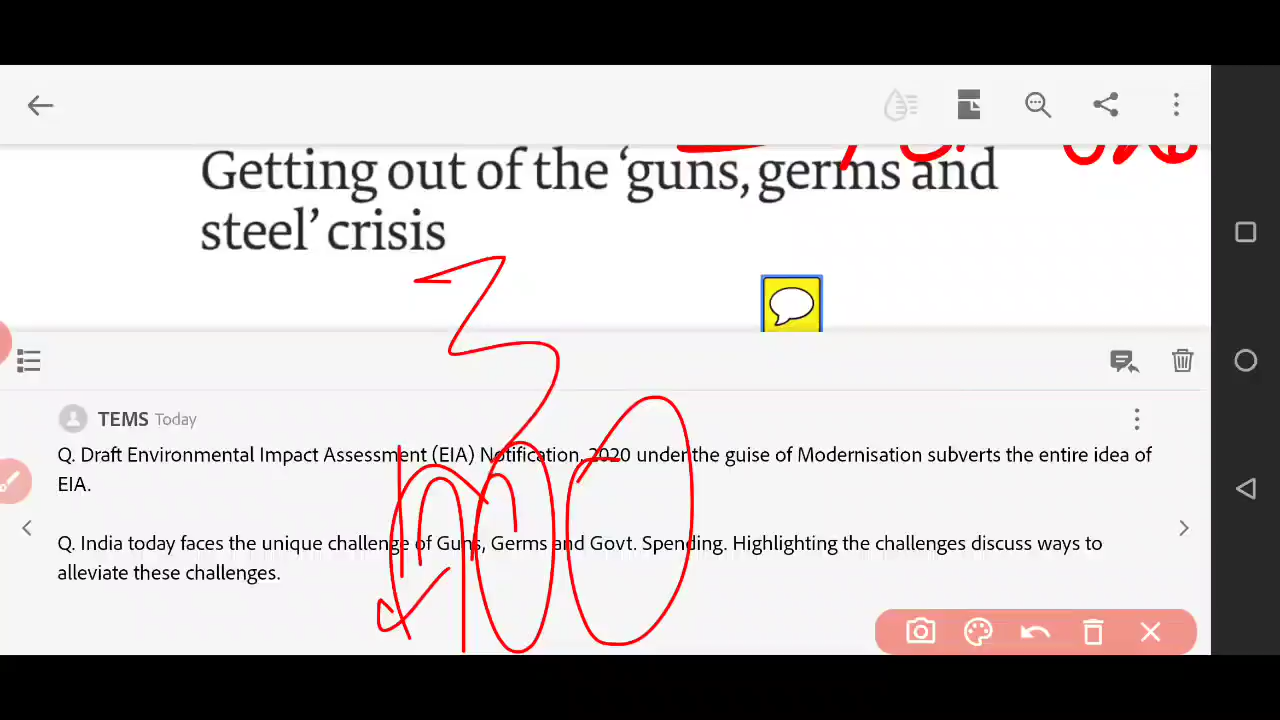 Getting out of the ‘guns, germs and
steel’ crisis
TEMS Today
Q. Draft Environmental Impact Assessment (EIA) Notification, 2020 under the guise of Modernisation subverts the entire idea of
EIA.
Q. India today faces the unique challenge of Guns, Germs and Govt. Spending. Highlighting the challenges discuss ways to
alleviate these challenges.